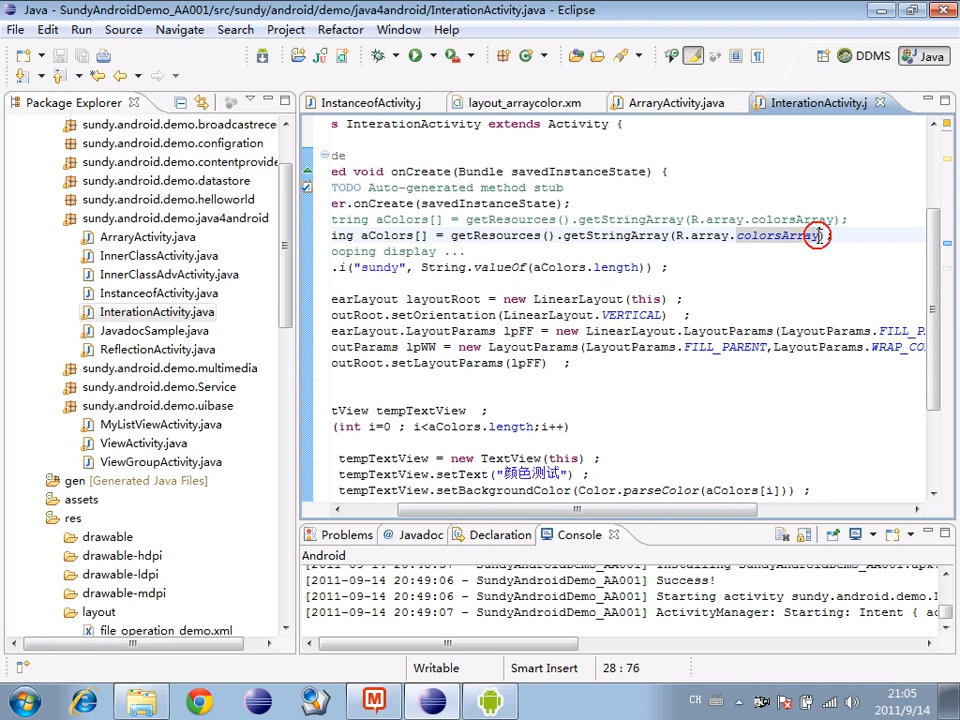 Java - SundyAndroidDemo_AA001/src/sundy/android/demo/java4android/InterationActivity.java - Eclipse
File Edit Source Navigate Search Project Refactor Window Help
DDMS Java
Package Explorer
InstanceofActivity.j layout_arraycolor.xm ArraryActivity.java InterationActivity.j
sundy.android.demo.broadcastrece
sundy.android.demo.configration
sundy.android.demo.contentprovide
sundy.android.demo.datastore
sundy.android.demo.helloworld
sundy.android.demo.java4android
ArraryActivity.java
InnerClassActivity.java
InnerClassAdvActivity.java
InstanceofActivity.java
InterationActivity.java
JavadocSample.java
ReflectionActivity.java
sundy.android.demo.multimedia
sundy.android.demo.Service
sundy.android.demo.uibase
MyListViewActivity.java
ViewActivity.java
ViewGroupActivity.java
gen [Generated Java Files]
assets
res
drawable
drawable-hdpi
drawable-ldpi
drawable-mdpi
layout
file_operation_demo.xml
s InterationActivity extends Activity {
de
ed void onCreate(Bundle savedInstanceState) {
TODO Auto-generated method stub
er.onCreate(savedInstanceState);
tring aColors[] = getResources().getStringArray(R.array.colorsArray);
ing aColors[] = getResources().getStringArray(R.array.colorsArray);
ooping display ...
.i("sundy", String.valueOf(aColors.length)) ;
earLayout layoutRoot = new LinearLayout(this) ;
outRoot.setOrientation(LinearLayout.VERTICAL) ;
earLayout.LayoutParams lpFF = new LinearLayout.LayoutParams(LayoutParams.FILL_P
outParams lpWW = new LayoutParams(LayoutParams.FILL_PARENT,LayoutParams.WRAP_CO
outRoot.setLayoutParams(lpFF) ;
tView tempTextView ;
(int i=0 ; i<aColors.length;i++)
tempTextView = new TextView(this) ;
tempTextView.setText("颜色测试") ;
tempTextView.setBackgroundColor(Color.parseColor(aColors[i])) ;
Problems Javadoc Declaration Console
Android
[2011-09-14 20:49:06 - SundyAndroidDemo_AA001] Success!
[2011-09-14 20:49:06 - SundyAndroidDemo_AA001] Starting activity sundy.android.demo.
[2011-09-14 20:49:07 - SundyAndroidDemo_AA001] ActivityManager: Starting: Intent { ac
Writable Smart Insert 28 : 76
CH
21:05
2011/9/14